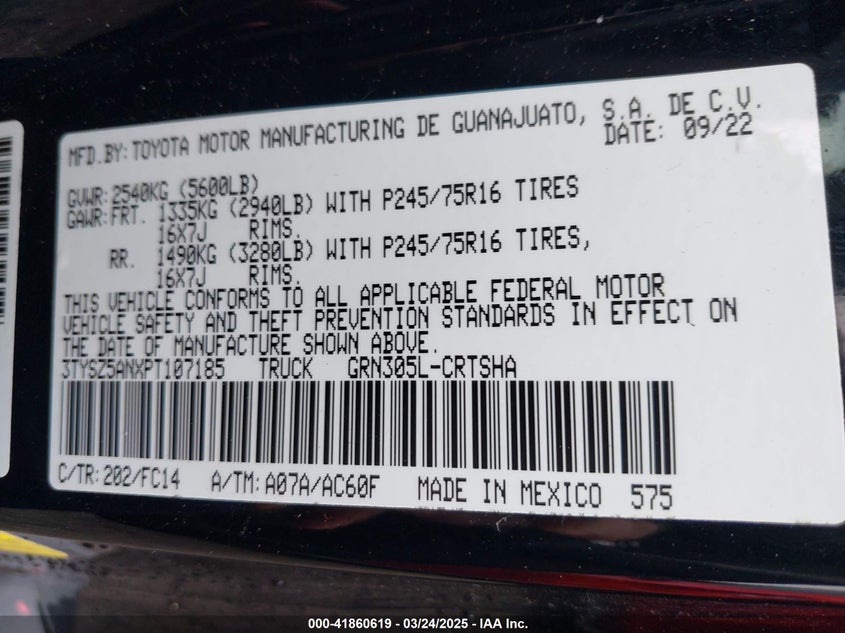 MFD.BY: TOYOTA MOTOR MANUFACTURING DE GUANAJUATO, S.A. DE C.V.
DATE: 09/22
GVWR: 2540KG (5600LB)
GAWR: FRT. 1335KG (2940LB) WITH P245/75R16 TIRES
16X7J RIMS.
RR. 1490KG (3280LB) WITH P245/75R16 TIRES,
16X7J RIMS.
THIS VEHICLE CONFORMS TO ALL APPLICABLE FEDERAL MOTOR
VEHICLE SAFETY AND THEFT PREVENTION STANDARDS IN EFFECT ON
THE DATE OF MANUFACTURE SHOWN ABOVE.
3TYSZ5ANXPT107185 TRUCK GRN305L-CRTSHA
C/TR: 202/FC14 A/TM: A07A/AC60F MADE IN MEXICO 575
000-41860619 — 03/24/2025 — IAA Inc.